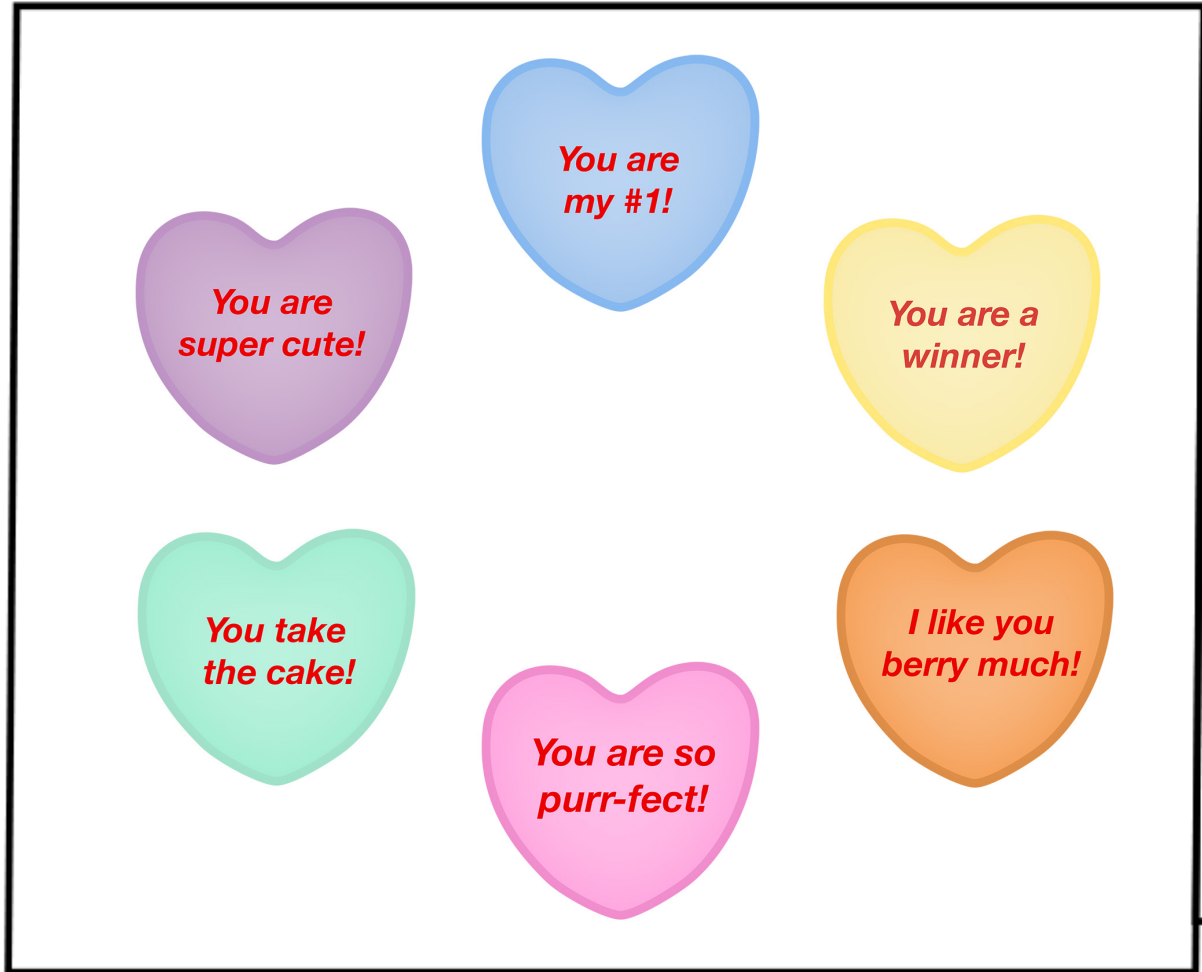 You are
my #1!
You are
super cute!
You are a
winner!
You take
the cake!
I like you
berry much!
You are so
purr-fect!